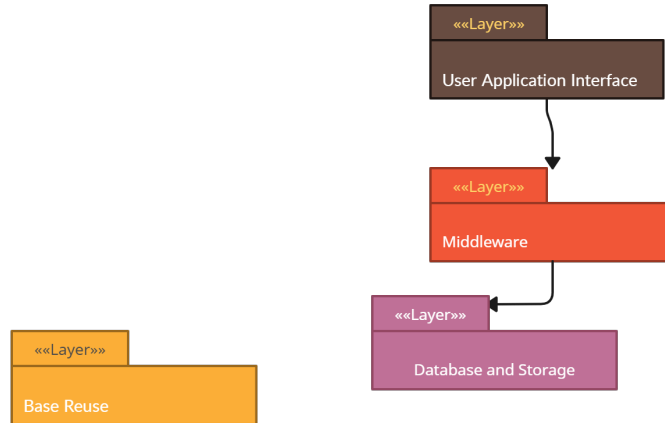 ««Layer»»
User Application Interface
««Layer»»
Middleware
««Layer»»
Database and Storage
««Layer»»
Base Reuse